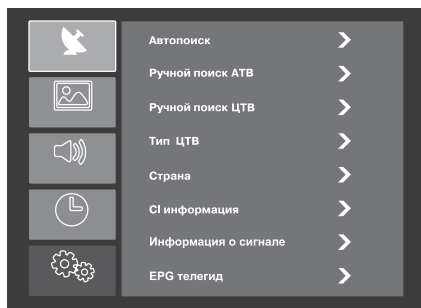 Автопоиск
Ручной поиск АТВ
Ручной поиск ЦТВ
Тип ЦТВ
Страна
CI информация
Информация о сигнале
EPG телегид